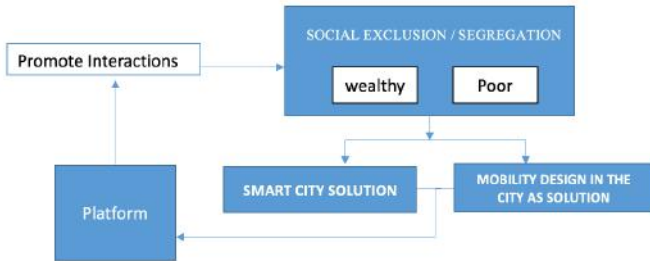 SOCIAL EXCLUSION / SEGREGATION
Promote Interactions
wealthy
Poor
SMART CITY SOLUTION
MOBILITY DESIGN IN THE
CITY AS SOLUTION
Platform